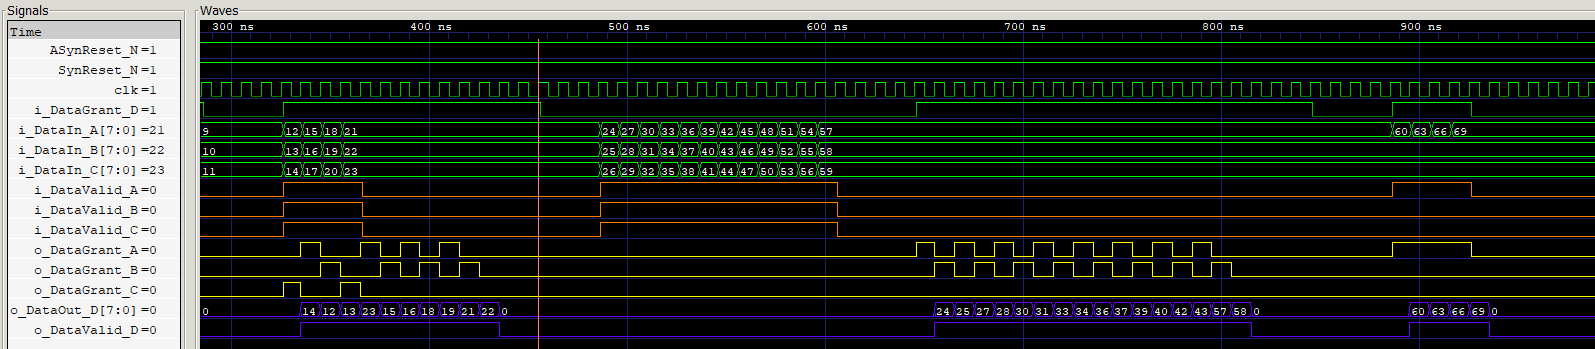 Signals
Waves
Time
300 ns 400 ns 500 ns 600 ns 700 ns 800 ns 900 ns
ASynReset_N=1
SynReset_N=1
clk=1
i_DataGrant_D=1
i_DataIn_A[7:0]=21 9 12 15 18 21 24 27 30 33 36 39 42 45 48 51 54 57 60 63 66 69
i_DataIn_B[7:0]=22 10 13 16 19 22 25 28 31 34 37 40 43 46 49 52 55 58
i_DataIn_C[7:0]=23 11 14 17 20 23 26 29 32 35 38 41 44 47 50 53 56 59
i_DataValid_A=0
i_DataValid_B=0
i_DataValid_C=0
o_DataGrant_A=0
o_DataGrant_B=0
o_DataGrant_C=0
o_DataOut_D[7:0]=0 0 14 12 13 23 15 16 18 19 21 22 0 24 25 27 28 30 31 33 34 36 37 39 40 42 43 57 58 0 60 63 66 69 0
o_DataValid_D=0